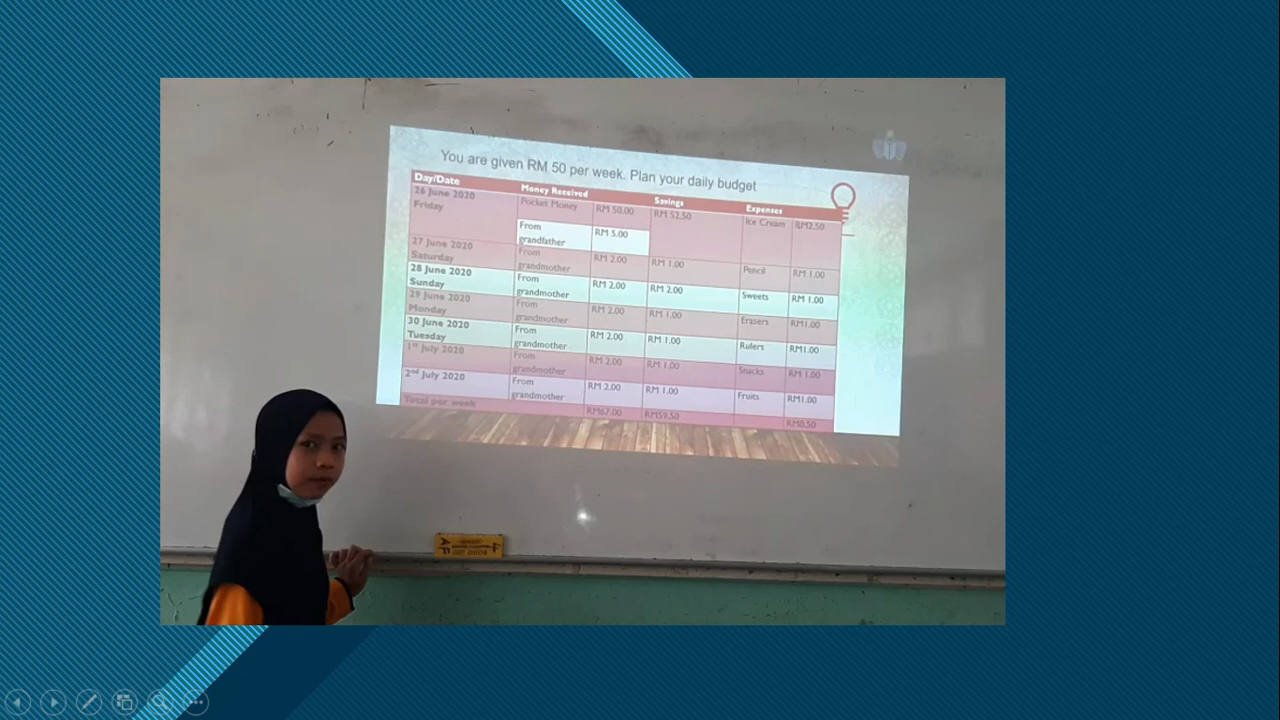 You are given RM 50 per week. Plan your daily budget
Day/Date Money Received Savings Expenses
26 June 2020 Friday Pocket Money RM 50.00 RM 52.50 Ice Cream RM2.50
From grandfather RM 5.00
27 June 2020 Saturday From grandmother RM 2.00 RM 1.00 Pencil RM 1.00
28 June 2020 Sunday From grandmother RM 2.00 RM 2.00 Sweets RM 1.00
29 June 2020 Monday From grandmother RM 2.00 RM 1.00 Erasers RM1.00
30 June 2020 Tuesday From grandmother RM 2.00 RM 1.00 Rulers RM1.00
1st July 2020 From grandmother RM 2.00 RM 1.00 Snacks RM 1.00
2nd July 2020 From grandmother RM 2.00 RM 1.00 Fruits RM1.00
Total per week RM67.00 RM59.50 RM8.50